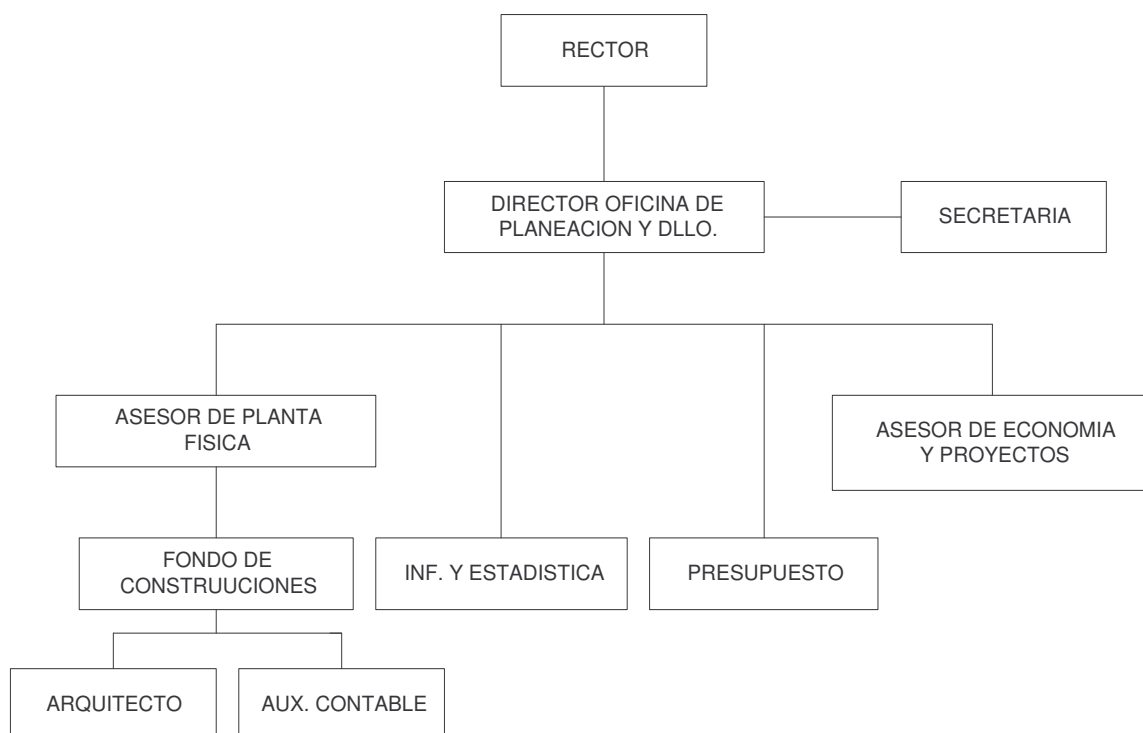 RECTOR
DIRECTOR OFICINA DE
PLANEACION Y DLLO.
SECRETARIA
ASESOR DE PLANTA
FISICA
ASESOR DE ECONOMIA
Y PROYECTOS
FONDO DE
CONSTRUUCIONES
INF. Y ESTADISTICA
PRESUPUESTO
ARQUITECTO
AUX. CONTABLE